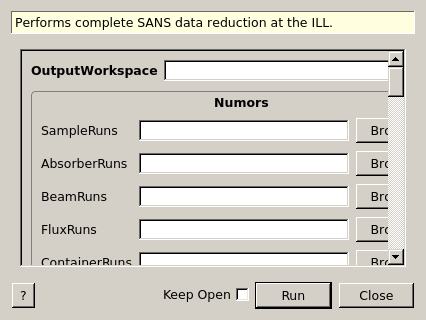 Performs complete SANS data reduction at the ILL.
OutputWorkspace
Numors
SampleRuns Bro
AbsorberRuns Bro
BeamRuns Bro
FluxRuns Bro
ContainerRuns Bro
? Keep Open Run Close